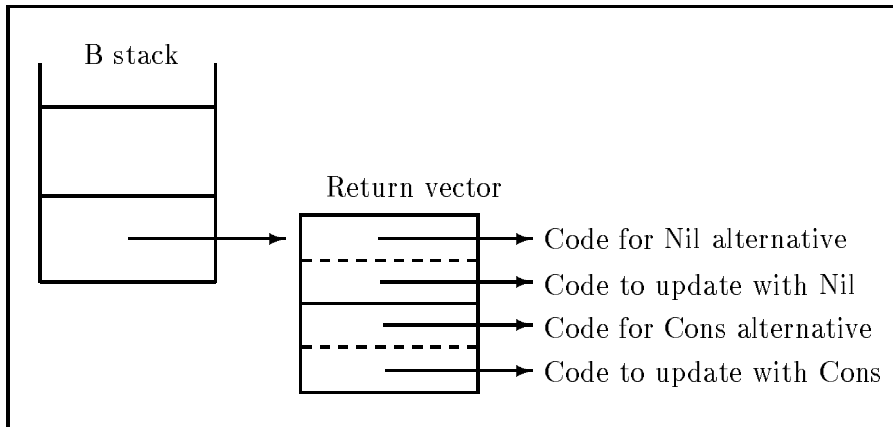 B stack
Return vector
Code for Nil alternative
Code to update with Nil
Code for Cons alternative
Code to update with Cons